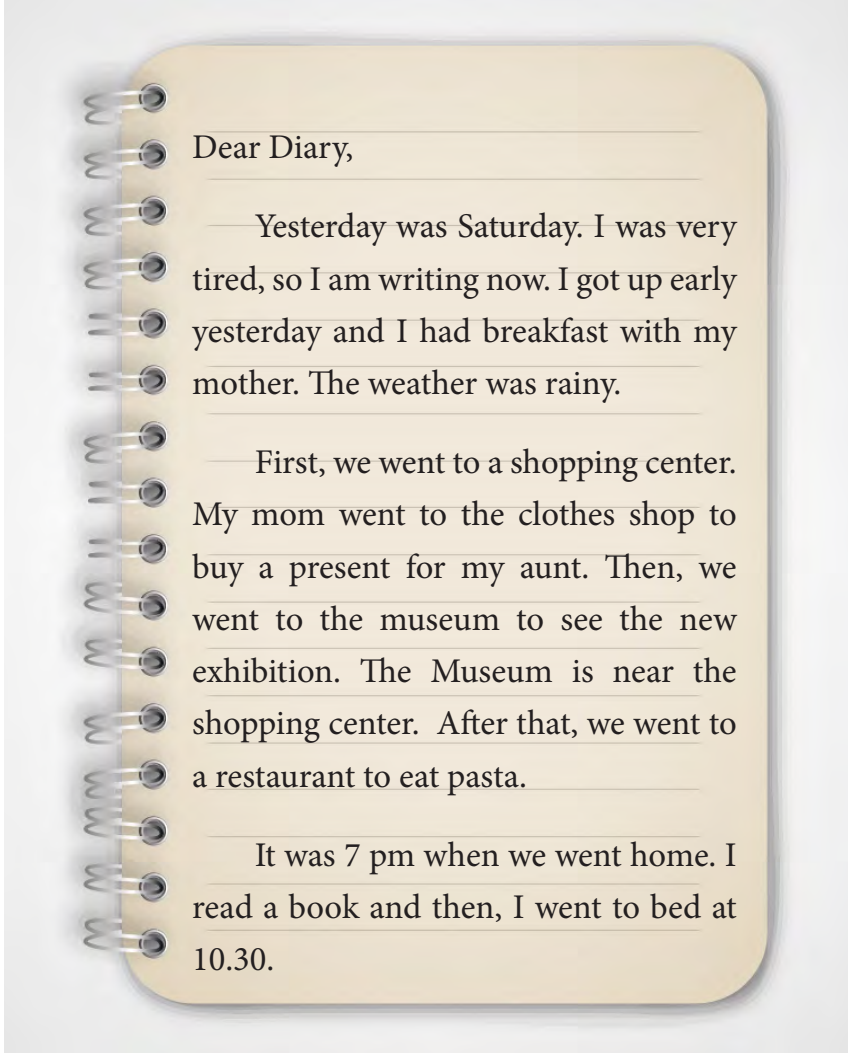 Dear Diary,
Yesterday was Saturday. I was very
tired, so I am writing now. I got up early
yesterday and I had breakfast with my
mother. The weather was rainy.
First, we went to a shopping center.
My mom went to the clothes shop to
buy a present for my aunt. Then, we
went to the museum to see the new
exhibition. The Museum is near the
shopping center. After that, we went to
a restaurant to eat pasta.
It was 7 pm when we went home. I
read a book and then, I went to bed at
10.30.